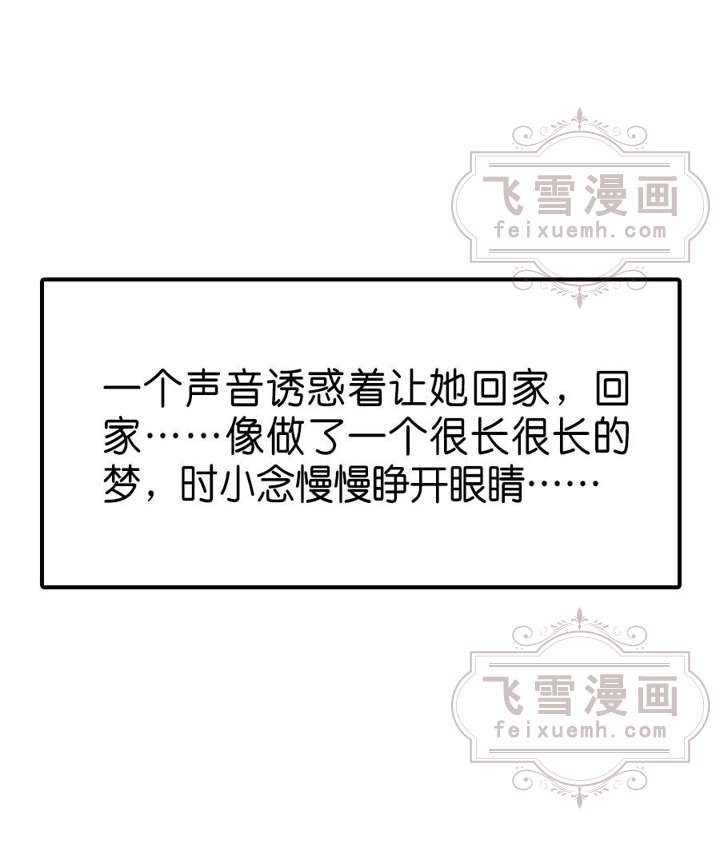 飞雪漫画
feixuemh.com
一个声音诱惑着让她回家，回
家……像做了一个很长很长的
梦，时小念慢慢睁开眼睛……
飞雪漫画
feixuemh.com